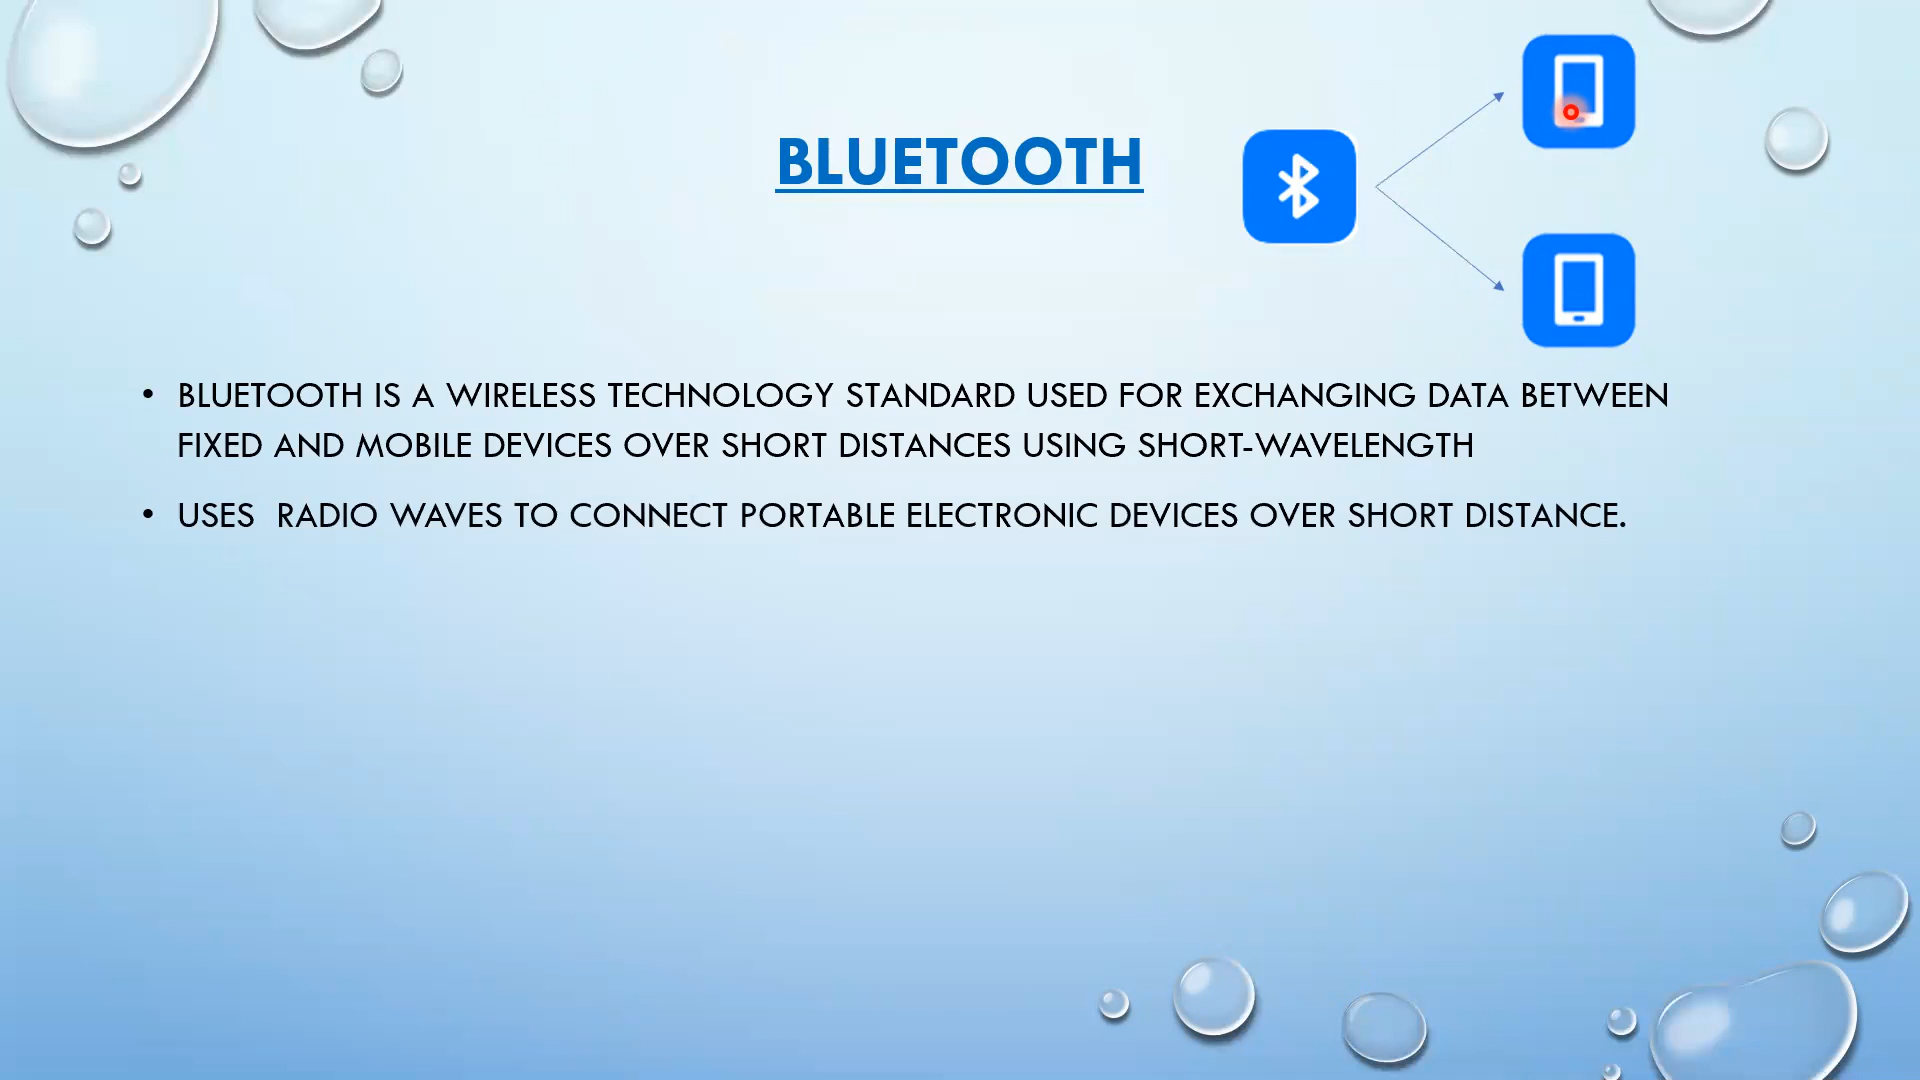 BLUETOOTH
• BLUETOOTH IS A WIRELESS TECHNOLOGY STANDARD USED FOR EXCHANGING DATA BETWEEN
FIXED AND MOBILE DEVICES OVER SHORT DISTANCES USING SHORT-WAVELENGTH
• USES  RADIO WAVES TO CONNECT PORTABLE ELECTRONIC DEVICES OVER SHORT DISTANCE.